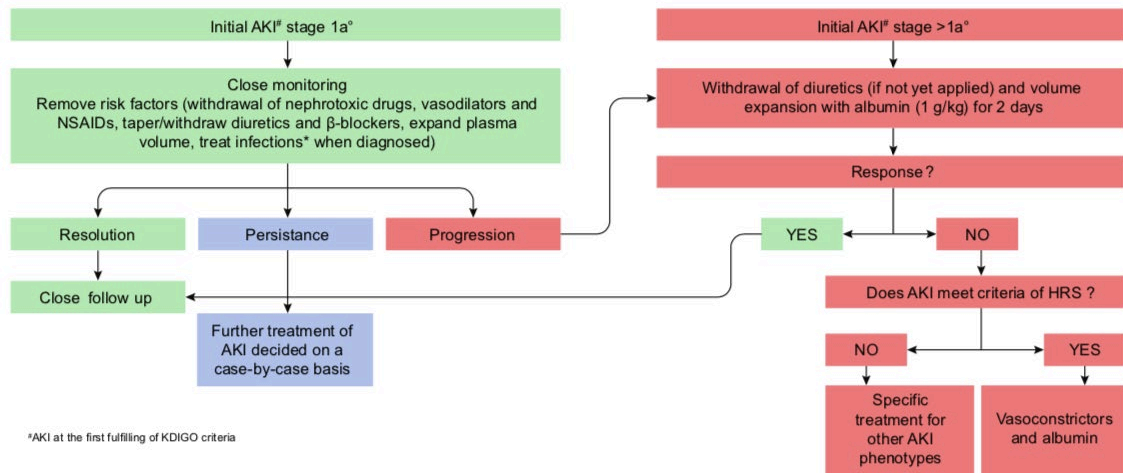 Initial AKI# stage 1a°
Close monitoring
Remove risk factors (withdrawal of nephrotoxic drugs, vasodilators and
NSAIDs, taper/withdraw diuretics and β-blockers, expand plasma
volume, treat infections* when diagnosed)
Resolution
Persistance
Progression
Close follow up
Further treatment of
AKI decided on a
case-by-case basis
Initial AKI# stage >1a°
Withdrawal of diuretics (if not yet applied) and volume
expansion with albumin (1 g/kg) for 2 days
Response ?
YES
NO
Does AKI meet criteria of HRS ?
NO
YES
Specific
treatment for
other AKI
phenotypes
Vasoconstrictors
and albumin
#AKI at the first fulfilling of KDIGO criteria